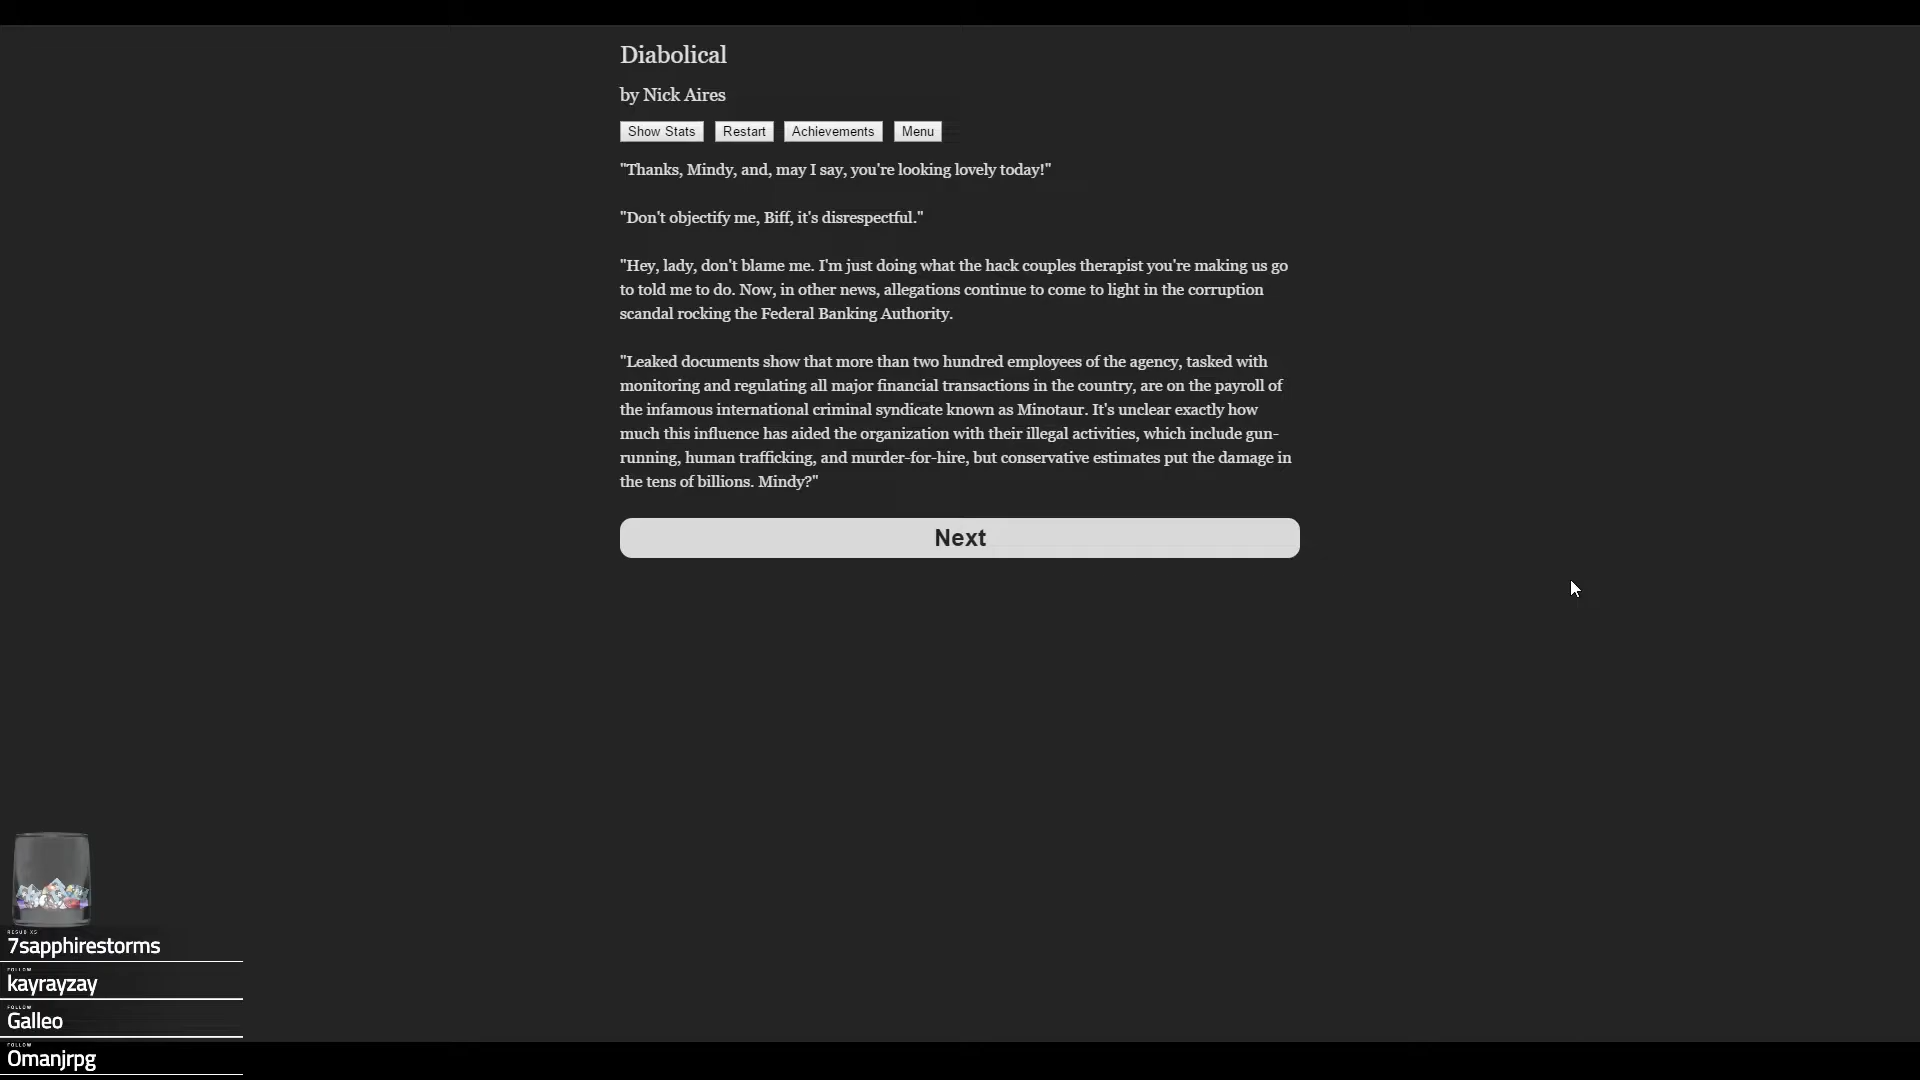 Diabolical
by Nick Aires
Show Stats Restart Achievements Menu
"Thanks, Mindy, and, may I say, you're looking lovely today!"
"Don't objectify me, Biff, it's disrespectful."
"Hey, lady, don't blame me. I'm just doing what the hack couples therapist you're making us go
to told me to do. Now, in other news, allegations continue to come to light in the corruption
scandal rocking the Federal Banking Authority.
"Leaked documents show that more than two hundred employees of the agency, tasked with
monitoring and regulating all major financial transactions in the country, are on the payroll of
the infamous international criminal syndicate known as Minotaur. It's unclear exactly how
much this influence has aided the organization with their illegal activities, which include gun-
running, human trafficking, and murder-for-hire, but conservative estimates put the damage in
the tens of billions. Mindy?"
Next
RESUB X5
7sapphirestorms
FOLLOW
kayrayzay
FOLLOW
Galleo
FOLLOW
Omanjrpg